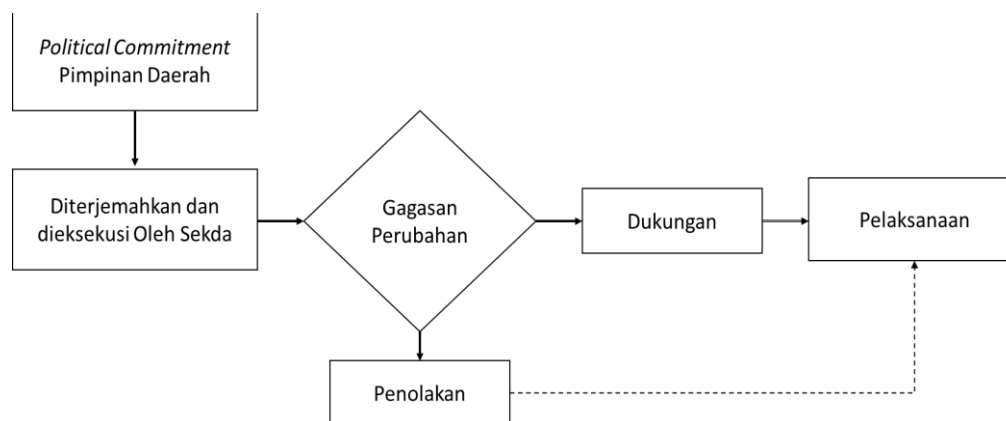 Political Commitment
Pimpinan Daerah
Diterjemahkan dan
dieksekusi Oleh Sekda
Gagasan
Perubahan
Dukungan
Pelaksanaan
Penolakan